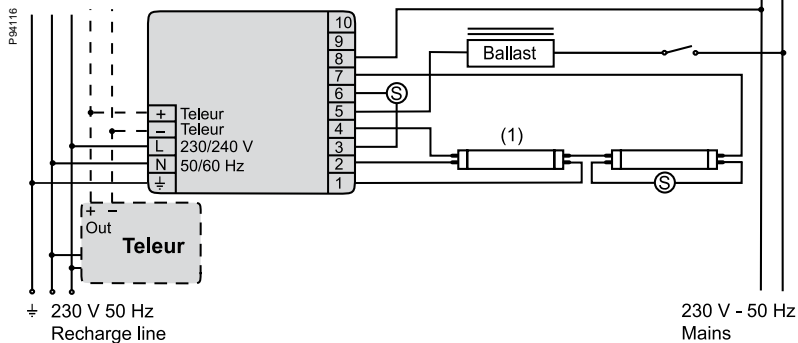 P94116
10
9
8
7
6
5
4
3
2
1
S
Ballast
+ Teleur
– Teleur
L 230/240 V
N 50/60 Hz
(1)
S
+ –
Out
Teleur
230 V 50 Hz
Recharge line
230 V - 50 Hz
Mains